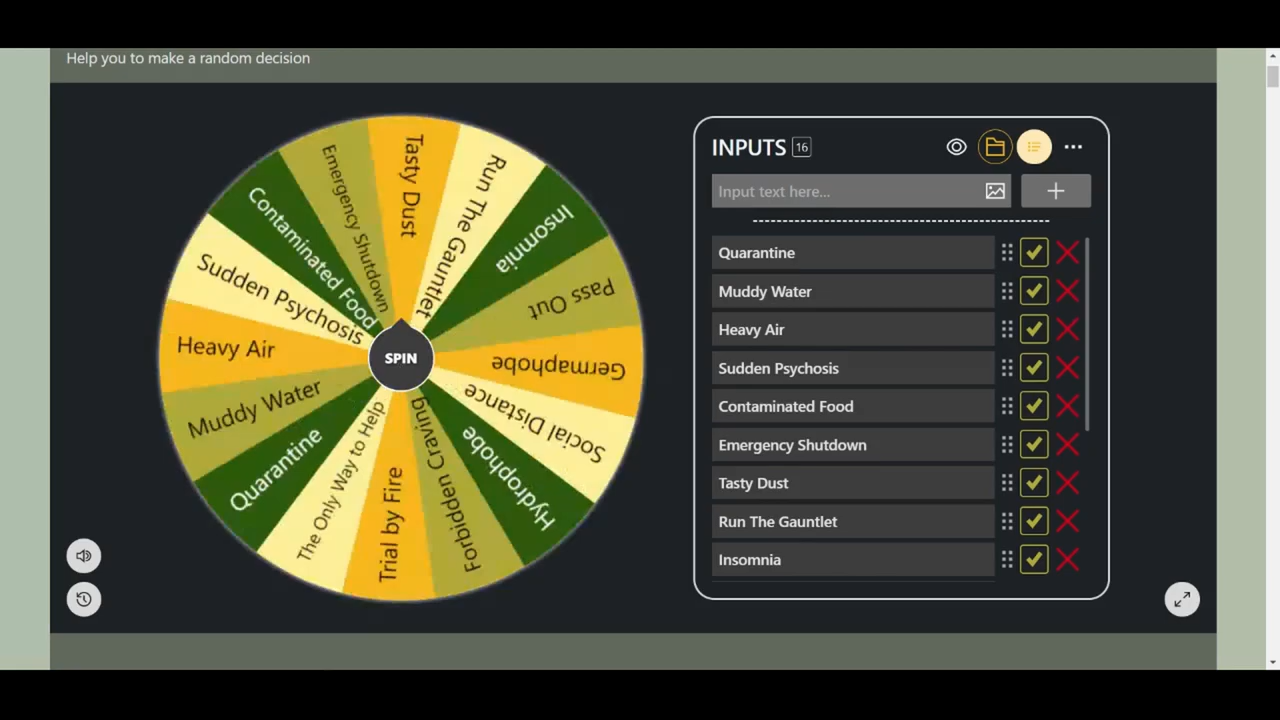 Help you to make a random decision
Tasty Dust
Run The Gauntlet
Insomnia
Pass Out
Germaphobe
Social Distance
Hydrophobe
Forbidden Craving
Trial by Fire
The Only Way to Help
Quarantine
Muddy Water
Heavy Air
Sudden Psychosis
Contaminated Food
Emergency Shutdown
SPIN
INPUTS 16
Input text here...
Quarantine
Muddy Water
Heavy Air
Sudden Psychosis
Contaminated Food
Emergency Shutdown
Tasty Dust
Run The Gauntlet
Insomnia